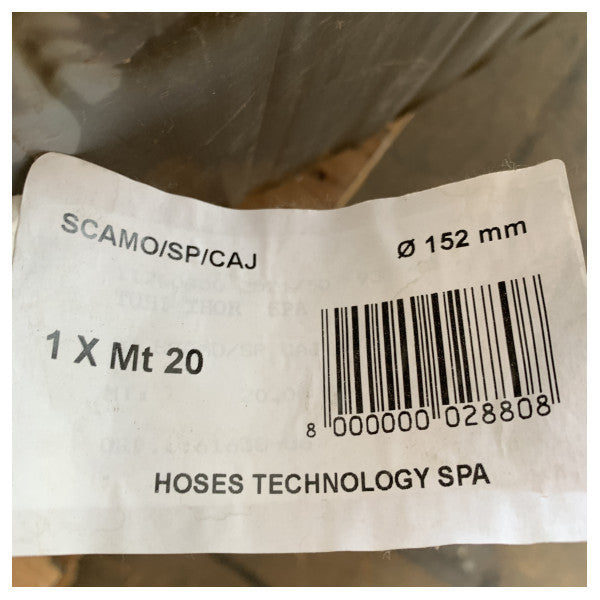 SCAMO/SP/CAJ
Ø 152 mm
1 X Mt 20
8 000000 028808
HOSES TECHNOLOGY SPA